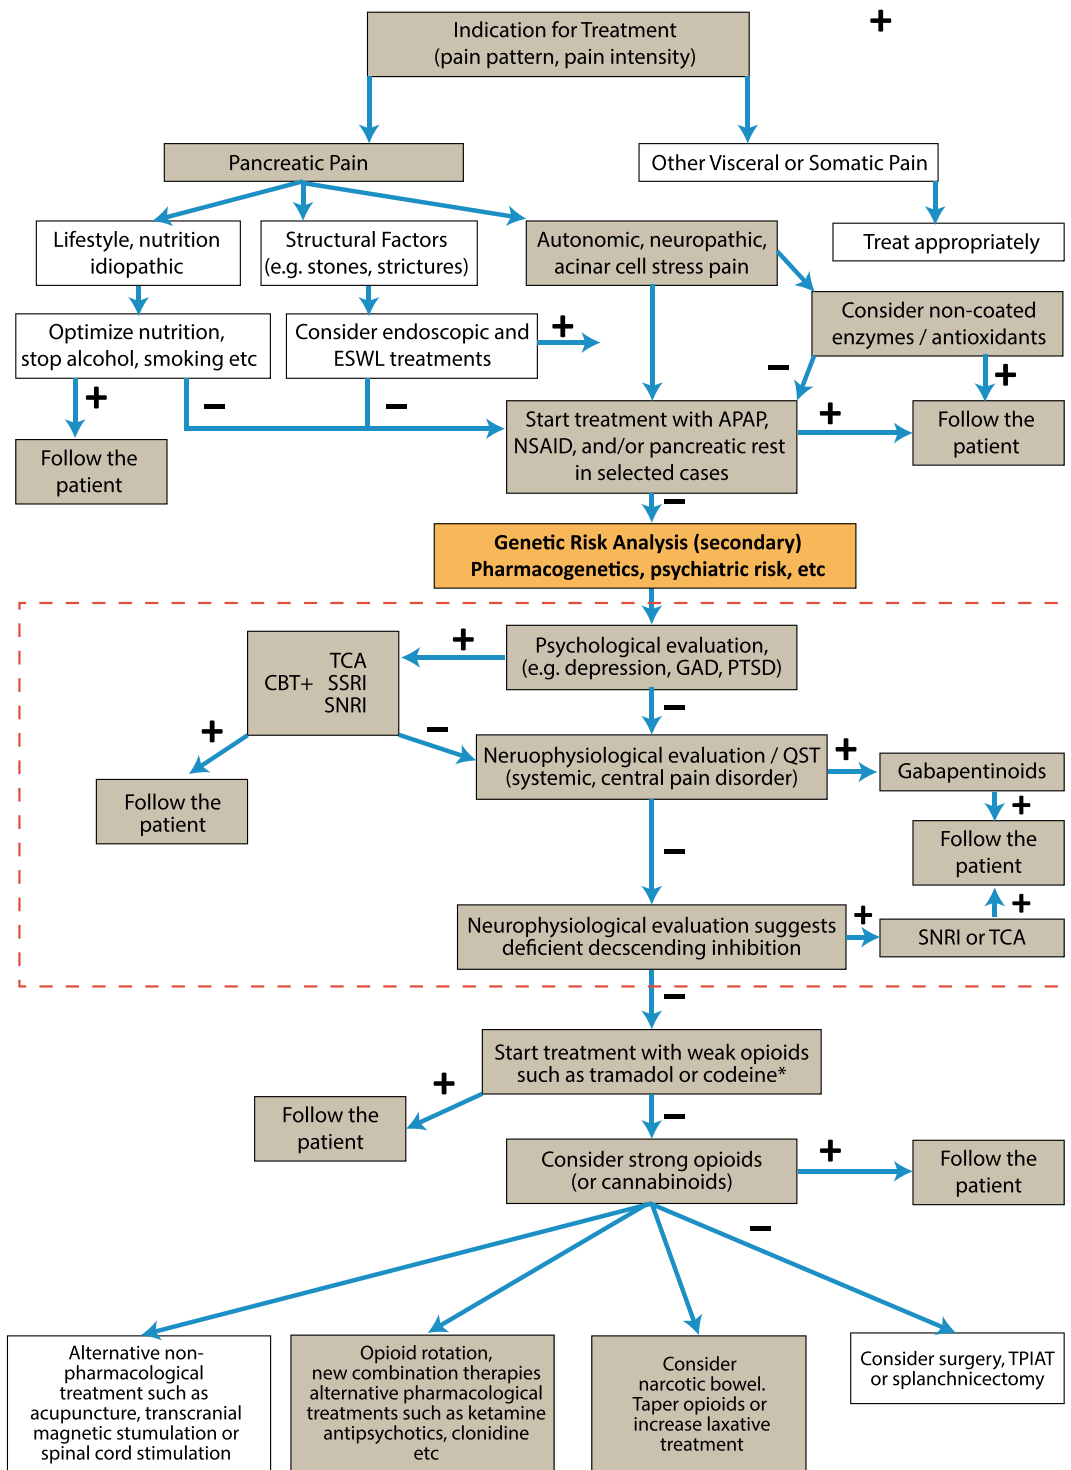 Indication for Treatment
(pain pattern, pain intensity)
+
Pancreatic Pain
Other Visceral or Somatic Pain
Lifestyle, nutrition
idiopathic
Structural Factors
(e.g. stones, strictures)
Autonomic, neuropathic,
acinar cell stress pain
Treat appropriately
Optimize nutrition,
stop alcohol, smoking etc
Consider endoscopic and
ESWL treatments
+
Consider non-coated
enzymes / antioxidants
+
–
–
–
+
Follow the
patient
Start treatment with APAP,
NSAID, and/or pancreatic rest
in selected cases
+
Follow the
patient
–
Genetic Risk Analysis (secondary)
Pharmacogenetics, psychiatric risk, etc
Psychological evaluation,
(e.g. depression, GAD, PTSD)
+
TCA
CBT+ SSRI
SNRI
–
+
–
Neruophysiological evaluation / QST
(systemic, central pain disorder)
+
Gabapentinoids
Follow the
patient
+
Follow the
patient
–
+
Neurophysiological evaluation suggests
deficient decscending inhibition
+
SNRI or TCA
–
Start treatment with weak opioids
such as tramadol or codeine*
+
Follow the
patient
–
Consider strong opioids
(or cannabinoids)
+
Follow the
patient
–
Alternative non-
pharmacological
treatment such as
acupuncture, transcranial
magnetic stumulation or
spinal cord stimulation
Opioid rotation,
new combination therapies
alternative pharmacological
treatments such as ketamine
antipsychotics, clonidine
etc
Consider
narcotic bowel.
Taper opioids or
increase laxative
treatment
Consider surgery, TPIAT
or splanchnicectomy